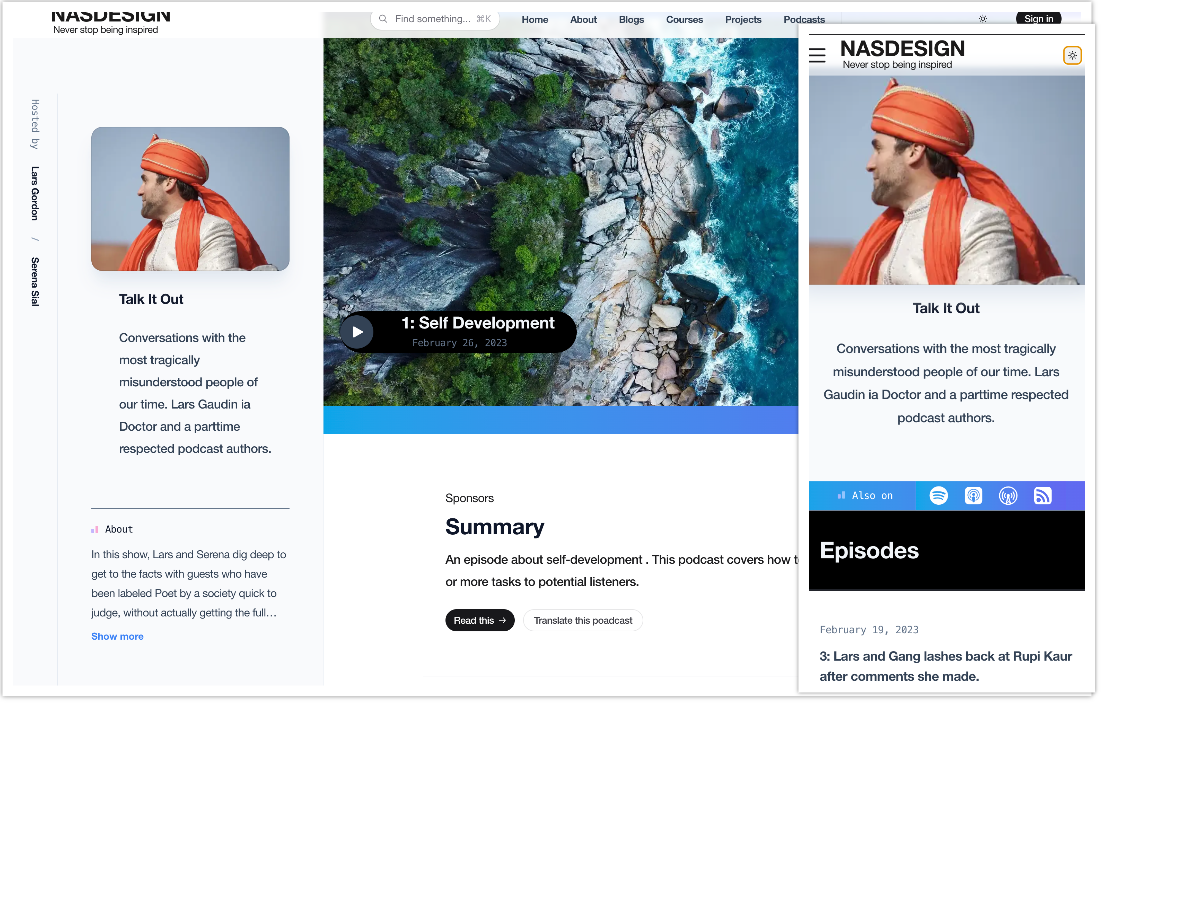 NASDESIGN
Never stop being inspired
Find something... ⌘K
Home
About
Blogs
Courses
Projects
Podcasts
Sign in
Hosted by Lars Gordon / Serena Sial
Talk It Out
Conversations with the
most tragically
misunderstood people of
our time. Lars Gaudin ia
Doctor and a parttime
respected podcast authors.
About
In this show, Lars and Serena dig deep to
get to the facts with guests who have
been labeled Poet by a society quick to
judge, without actually getting the full…
Show more
1: Self Development
February 26, 2023
Sponsors
Summary
An episode about self-development . This podcast covers how t
or more tasks to potential listeners.
Read this →
Translate this poadcast
NASDESIGN
Never stop being inspired
Talk It Out
Conversations with the most tragically
misunderstood people of our time. Lars
Gaudin ia Doctor and a parttime respected
podcast authors.
Also on
Episodes
February 19, 2023
3: Lars and Gang lashes back at Rupi Kaur
after comments she made.